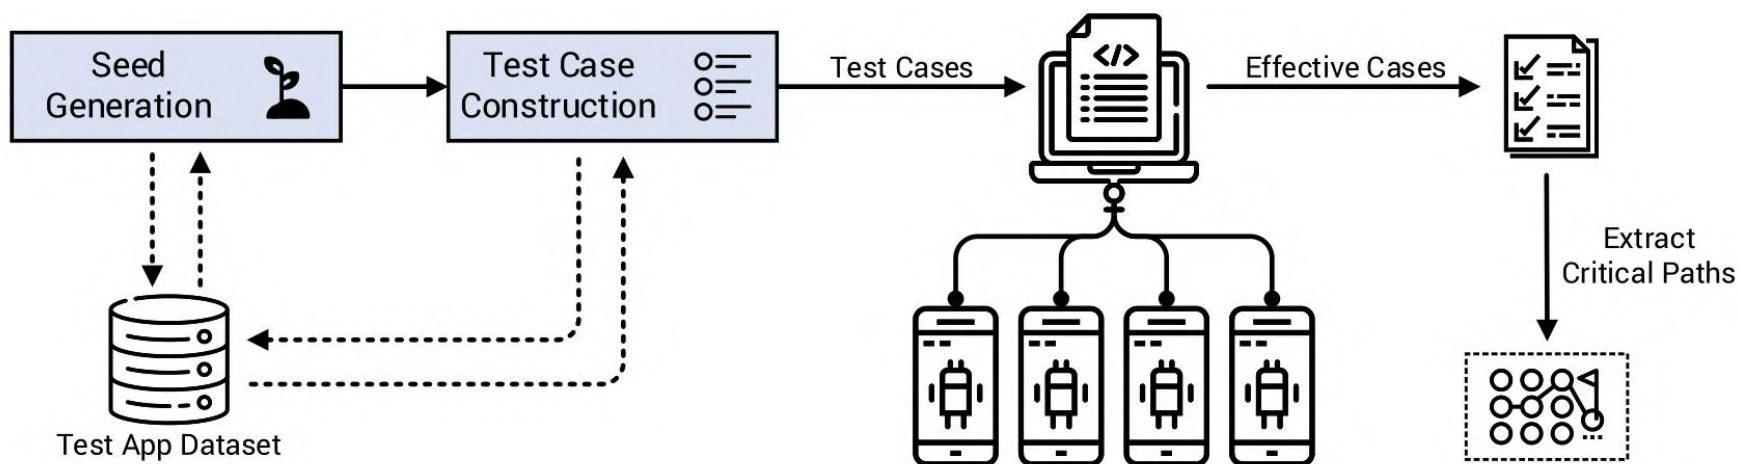 Seed
Generation
Test Case
Construction
Test Cases
</>
Effective Cases
Extract
Critical Paths
Test App Dataset